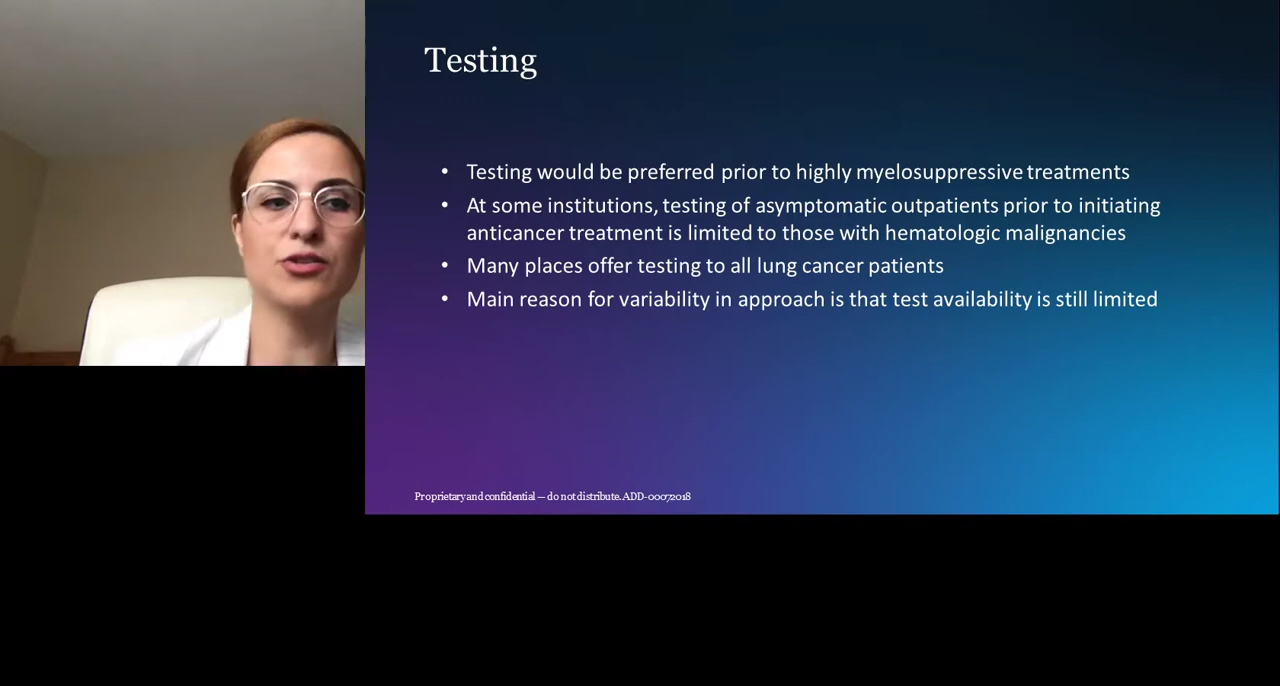 Testing
• Testing would be preferred prior to highly myelosuppressive treatments
• At some institutions, testing of asymptomatic outpatients prior to initiating
anticancer treatment is limited to those with hematologic malignancies
• Many places offer testing to all lung cancer patients
• Main reason for variability in approach is that test availability is still limited
Proprietary and confidential — do not distribute. ADD-00072018